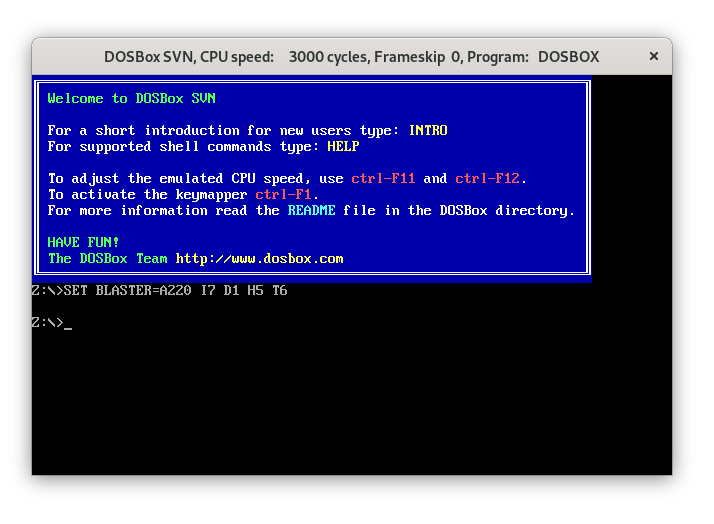 DOSBox SVN, CPU speed: 3000 cycles, Frameskip 0, Program: DOSBOX ×
Welcome to DOSBox SVN
For a short introduction for new users type: INTRO
For supported shell commands type: HELP
To adjust the emulated CPU speed, use ctrl-F11 and ctrl-F12.
To activate the keymapper ctrl-F1.
For more information read the README file in the DOSBox directory.
HAVE FUN!
The DOSBox Team http://www.dosbox.com
Z:\>SET BLASTER=A220 I7 D1 H5 T6
Z:\>_